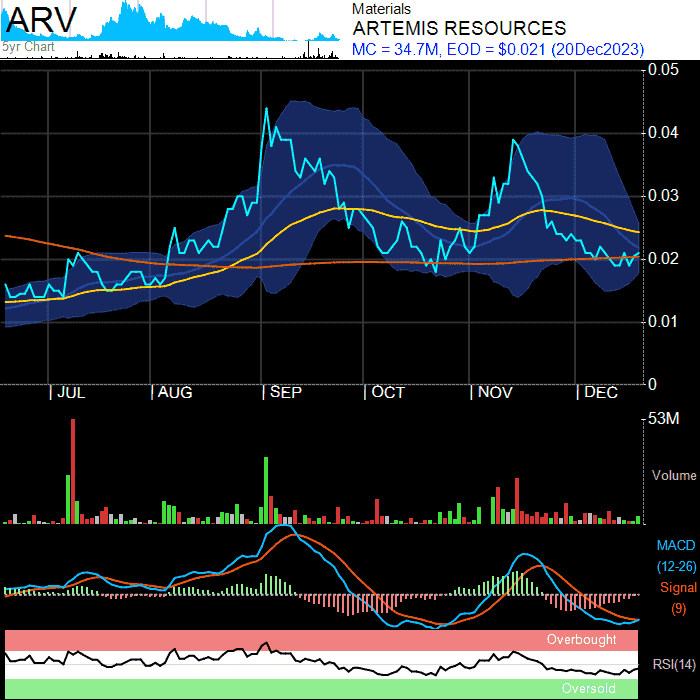 ARV
5yr Chart
Materials
ARTEMIS RESOURCES
MC = 34.7M, EOD = $0.021 (20Dec2023)
0.05
0.04
0.03
0.02
0.01
0
| JUL | AUG | SEP | OCT | NOV | DEC
53M
Volume
MACD
(12-26)
Signal
(9)
Overbought
RSI(14)
Oversold